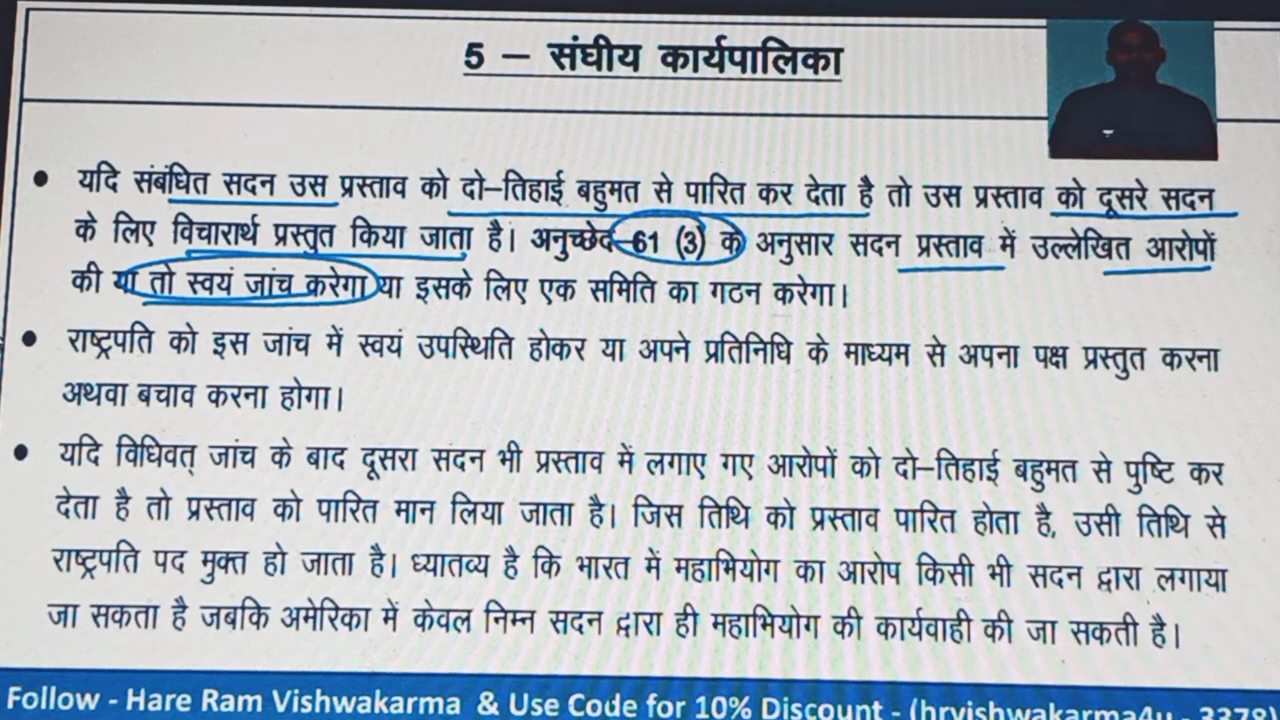 5 – संघीय कार्यपालिका
• यदि संबंधित सदन उस प्रस्ताव को दो–तिहाई बहुमत से पारित कर देता है तो उस प्रस्ताव को दूसरे सदन
के लिए विचारार्थ प्रस्तुत किया जाता है। अनुच्छेद–61 (3) के अनुसार सदन प्रस्ताव में उल्लेखित आरोपों
की या तो स्वयं जांच करेगा या इसके लिए एक समिति का गठन करेगा।
• राष्ट्रपति को इस जांच में स्वयं उपस्थिति होकर या अपने प्रतिनिधि के माध्यम से अपना पक्ष प्रस्तुत करना
अथवा बचाव करना होगा।
• यदि विधिवत् जांच के बाद दूसरा सदन भी प्रस्ताव में लगाए गए आरोपों को दो–तिहाई बहुमत से पुष्टि कर
देता है तो प्रस्ताव को पारित मान लिया जाता है। जिस तिथि को प्रस्ताव पारित होता है, उसी तिथि से
राष्ट्रपति पद मुक्त हो जाता है। ध्यातव्य है कि भारत में महाभियोग का आरोप किसी भी सदन द्वारा लगाया
जा सकता है जबकि अमेरिका में केवल निम्न सदन द्वारा ही महाभियोग की कार्यवाही की जा सकती है।
Follow - Hare Ram Vishwakarma & Use Code for 10% Discount - (hrvishwakarma4u - 2278)